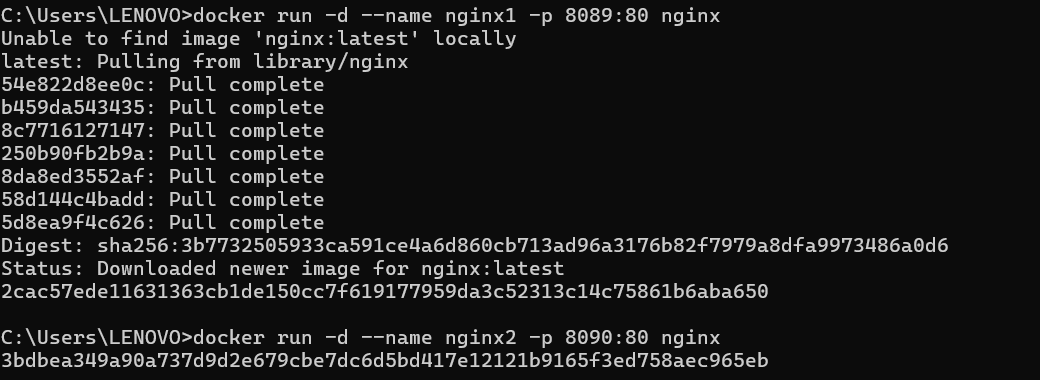 C:\Users\LENOVO>docker run -d --name nginx1 -p 8089:80 nginx
Unable to find image 'nginx:latest' locally
latest: Pulling from library/nginx
54e822d8ee0c: Pull complete
b459da543435: Pull complete
8c7716127147: Pull complete
250b90fb2b9a: Pull complete
8da8ed3552af: Pull complete
58d144c4badd: Pull complete
5d8ea9f4c626: Pull complete
Digest: sha256:3b7732505933ca591ce4a6d860cb713ad96a3176b82f7979a8dfa9973486a0d6
Status: Downloaded newer image for nginx:latest
2cac57ede11631363cb1de150cc7f619177959da3c52313c14c75861b6aba650
C:\Users\LENOVO>docker run -d --name nginx2 -p 8090:80 nginx
3bdbea349a90a737d9d2e679cbe7dc6d5bd417e12121b9165f3ed758aec965eb